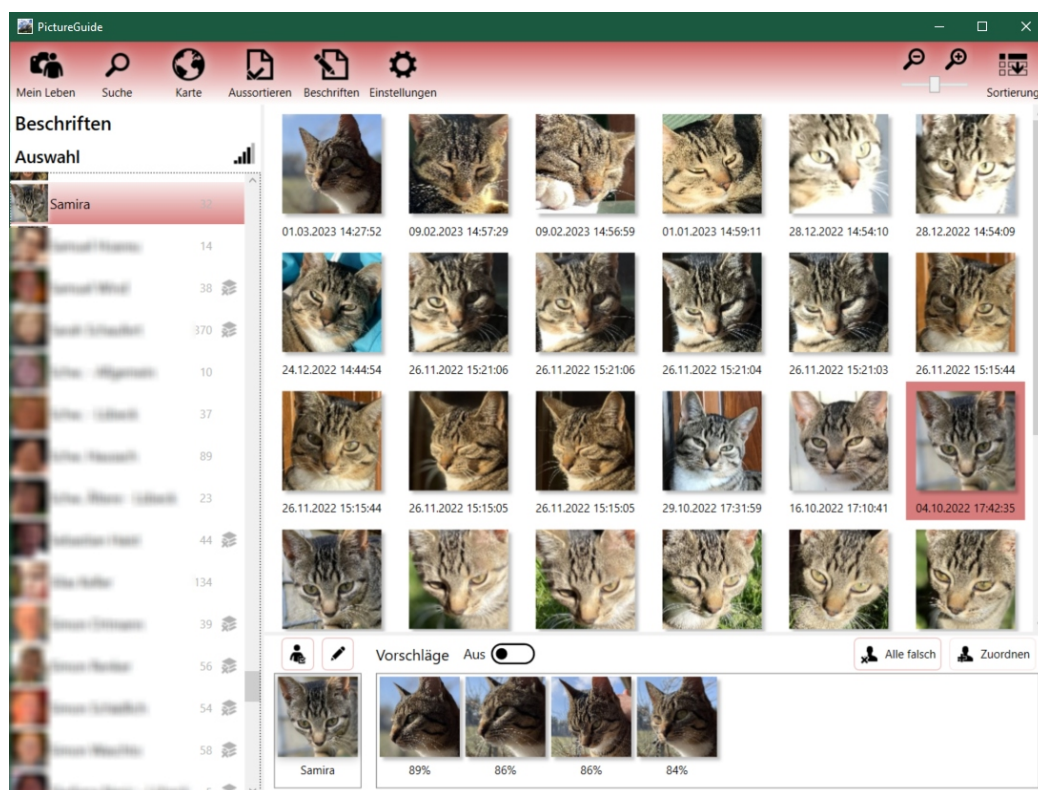 PictureGuide
Mein Leben Suche Karte Aussortieren Beschriften Einstellungen Sortierung
Beschriften
Auswahl
Samira 32
14
38
370
10
37
89
23
44
134
39
56
54
58
01.03.2023 14:27:52 09.02.2023 14:57:29 09.02.2023 14:56:59 01.01.2023 14:59:11 28.12.2022 14:54:10 28.12.2022 14:54:09
24.12.2022 14:44:54 26.11.2022 15:21:06 26.11.2022 15:21:06 26.11.2022 15:21:04 26.11.2022 15:21:03 26.11.2022 15:15:44
26.11.2022 15:15:44 26.11.2022 15:15:05 26.11.2022 15:15:05 29.10.2022 17:31:59 16.10.2022 17:10:41 04.10.2022 17:42:35
Vorschläge Aus Alle falsch Zuordnen
Samira 89% 86% 86% 84%